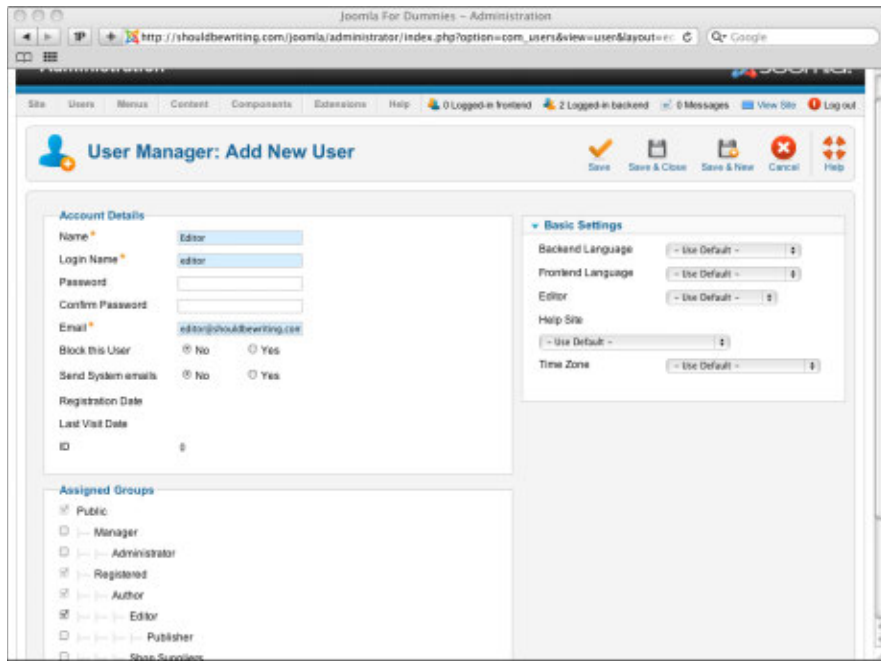 Joomla For Dummies – Administration
http://shouldbewriting.com/joomla/administrator/index.php?option=com_users&view=user&layout=ec
Google
Administration
Joomla!
Site Users Menus Content Components Extensions Help 0 Logged-in frontend 2 Logged-in backend 0 Messages View Site Log out
User Manager: Add New User
Save Save & Close Save & New Cancel Help
Account Details
Name *
Editor
Login Name *
editor
Password
Confirm Password
Email *
editor@shouldbewriting.com
Block this User No Yes
Send System emails No Yes
Registration Date
Last Visit Date
ID 0
Basic Settings
Backend Language - Use Default -
Frontend Language - Use Default -
Editor - Use Default -
Help Site
- Use Default -
Time Zone - Use Default -
Assigned Groups
Public
Manager
Administrator
Registered
Author
Editor
Publisher
Shop Suppliers